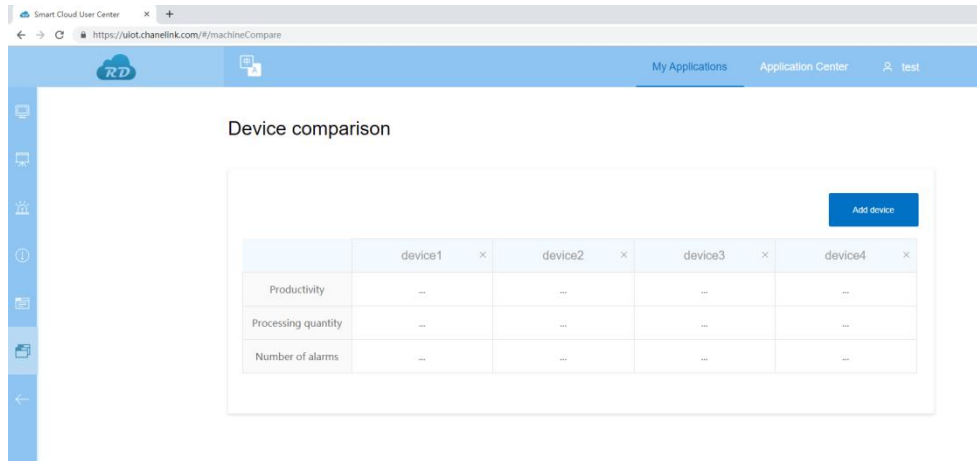 Smart Cloud User Center
https://uiot.chanelink.com/#/machineCompare
RD
中 A
My Applications Application Center test
Device comparison
Add device
device1 device2 device3 device4
Productivity ... ... ... ...
Processing quantity ... ... ... ...
Number of alarms ... ... ... ...